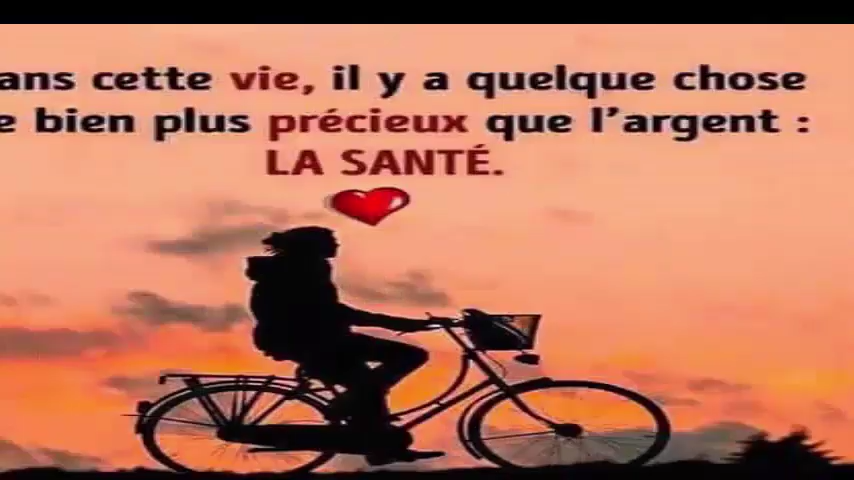 ans cette vie, il y a quelque chose
e bien plus précieux que l'argent :
LA SANTÉ.